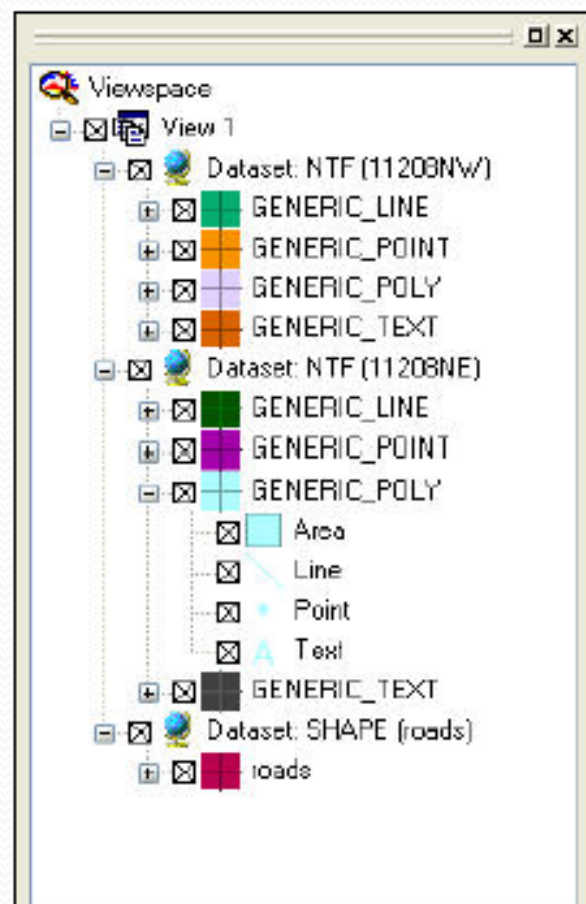 Viewspace
View 1
Dataset: NTF (11208NW)
GENERIC_LINE
GENERIC_POINT
GENERIC_POLY
GENERIC_TEXT
Dataset: NTF (11208NE)
GENERIC_LINE
GENERIC_POINT
GENERIC_POLY
Area
Line
Point
A Text
GENERIC_TEXT
Dataset: SHAPE (roads)
roads